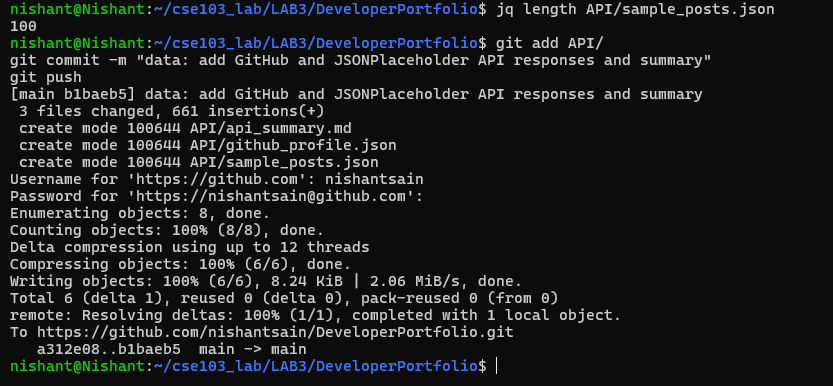 nishant@Nishant:~/cse103_lab/LAB3/DeveloperPortfolio$ jq length API/sample_posts.json
100
nishant@Nishant:~/cse103_lab/LAB3/DeveloperPortfolio$ git add API/
git commit -m "data: add GitHub and JSONPlaceholder API responses and summary"
git push
[main b1baeb5] data: add GitHub and JSONPlaceholder API responses and summary
 3 files changed, 661 insertions(+)
 create mode 100644 API/api_summary.md
 create mode 100644 API/github_profile.json
 create mode 100644 API/sample_posts.json
Username for 'https://github.com': nishantsain
Password for 'https://nishantsain@github.com':
Enumerating objects: 8, done.
Counting objects: 100% (8/8), done.
Delta compression using up to 12 threads
Compressing objects: 100% (6/6), done.
Writing objects: 100% (6/6), 8.24 KiB | 2.06 MiB/s, done.
Total 6 (delta 1), reused 0 (delta 0), pack-reused 0 (from 0)
remote: Resolving deltas: 100% (1/1), completed with 1 local object.
To https://github.com/nishantsain/DeveloperPortfolio.git
   a312e08..b1baeb5  main -> main
nishant@Nishant:~/cse103_lab/LAB3/DeveloperPortfolio$